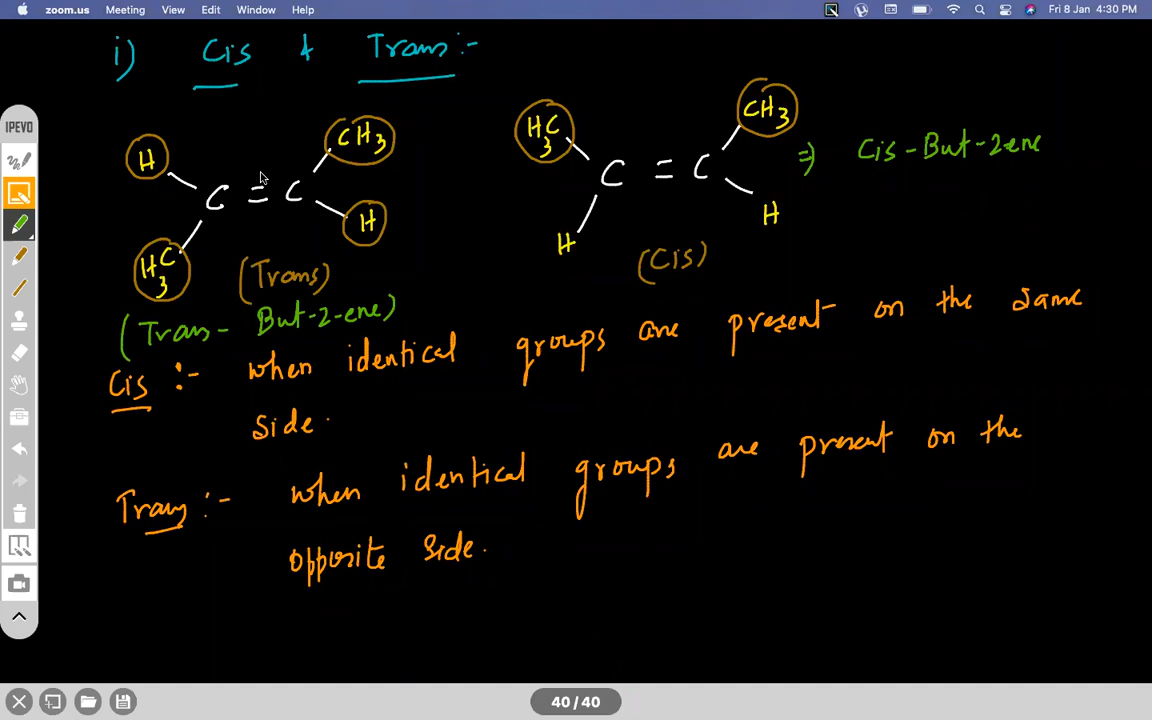 zoom.us Meeting View Edit Window Help Fri 8 Jan 4:30 PM
i) Cis & Trans :-
IPEVO
H CH3
C = C
H3C H
(Trans)
(Trans- But-2-ene)
H3C CH3
C = C
H H
(Cis)
⇒ Cis-But-2ene
Cis :- when identical groups are present on the same
side.
Trans :- when identical groups are present on the
opposite side.
40/40